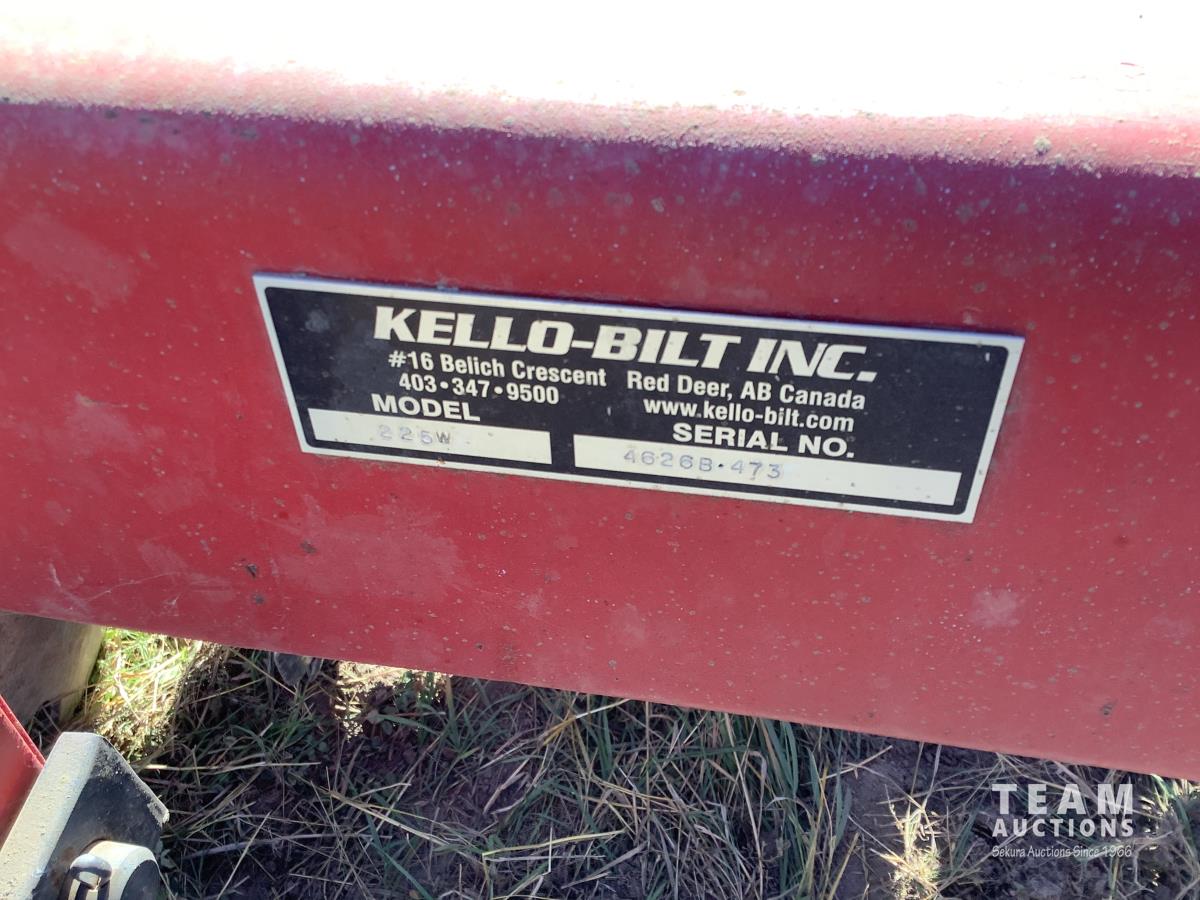 KELLO-BILT INC.
#16 Belich Crescent Red Deer, AB Canada
403•347•9500 www.kello-bilt.com
MODEL SERIAL NO.
225W 4626B•473
TEAM
AUCTIONS
Sekura Auctions Since 1966